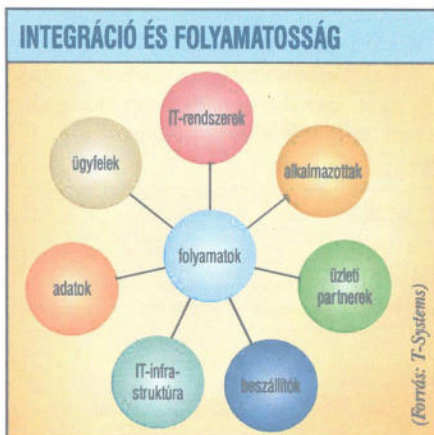 INTEGRÁCIÓ ÉS FOLYAMATOSSÁG
IT-rendszerek
ügyfelek
alkalmazottak
folyamatok
adatok
üzleti
partnerek
IT-infra-
struktúra
beszállítók
(Forrás: T-Systems)